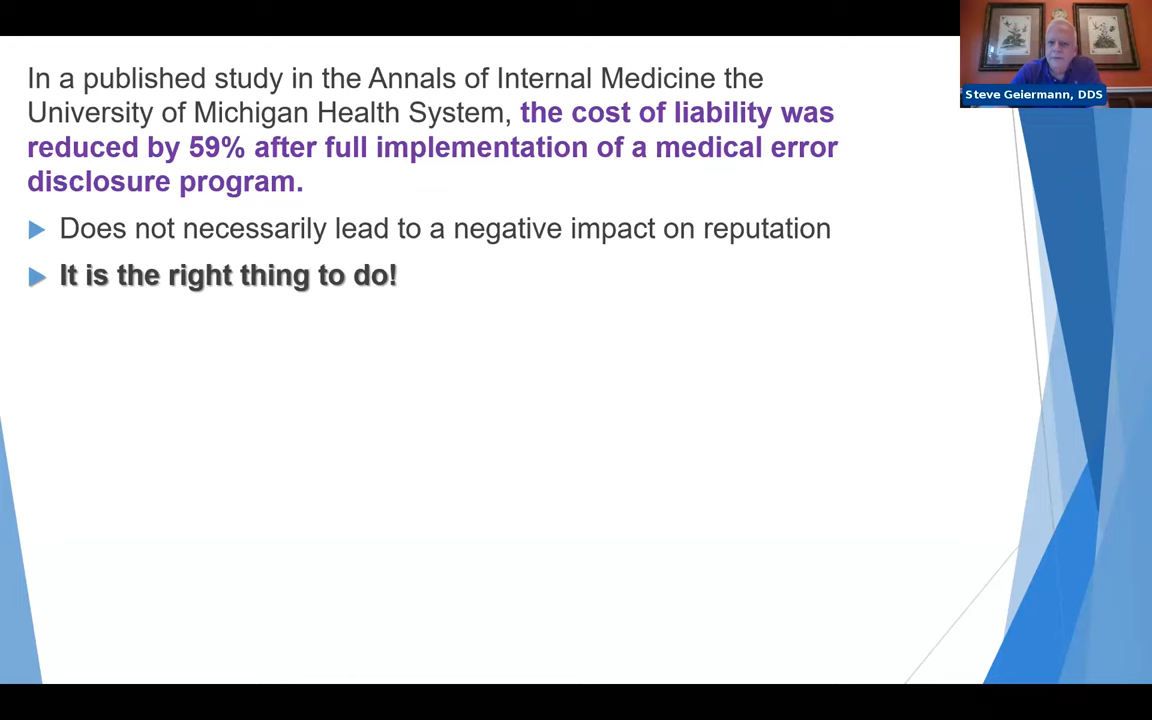 In a published study in the Annals of Internal Medicine the
University of Michigan Health System, the cost of liability was
reduced by 59% after full implementation of a medical error
disclosure program.
Does not necessarily lead to a negative impact on reputation
It is the right thing to do!
Steve Geiermann, DDS